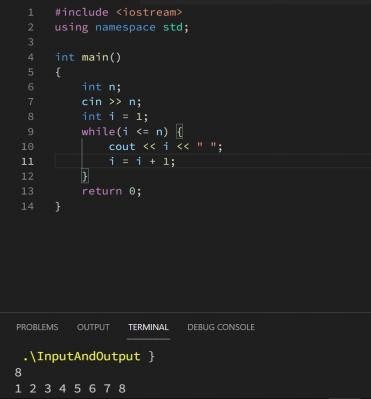 1 #include <iostream>
2 using namespace std;
3
4 int main()
5 {
6 int n;
7 cin >> n;
8 int i = 1;
9 while(i <= n) {
10 cout << i << " ";
11 i = i + 1;
12 }
13 return 0;
14 }
PROBLEMS OUTPUT TERMINAL DEBUG CONSOLE
.\InputAndOutput }
8
1 2 3 4 5 6 7 8